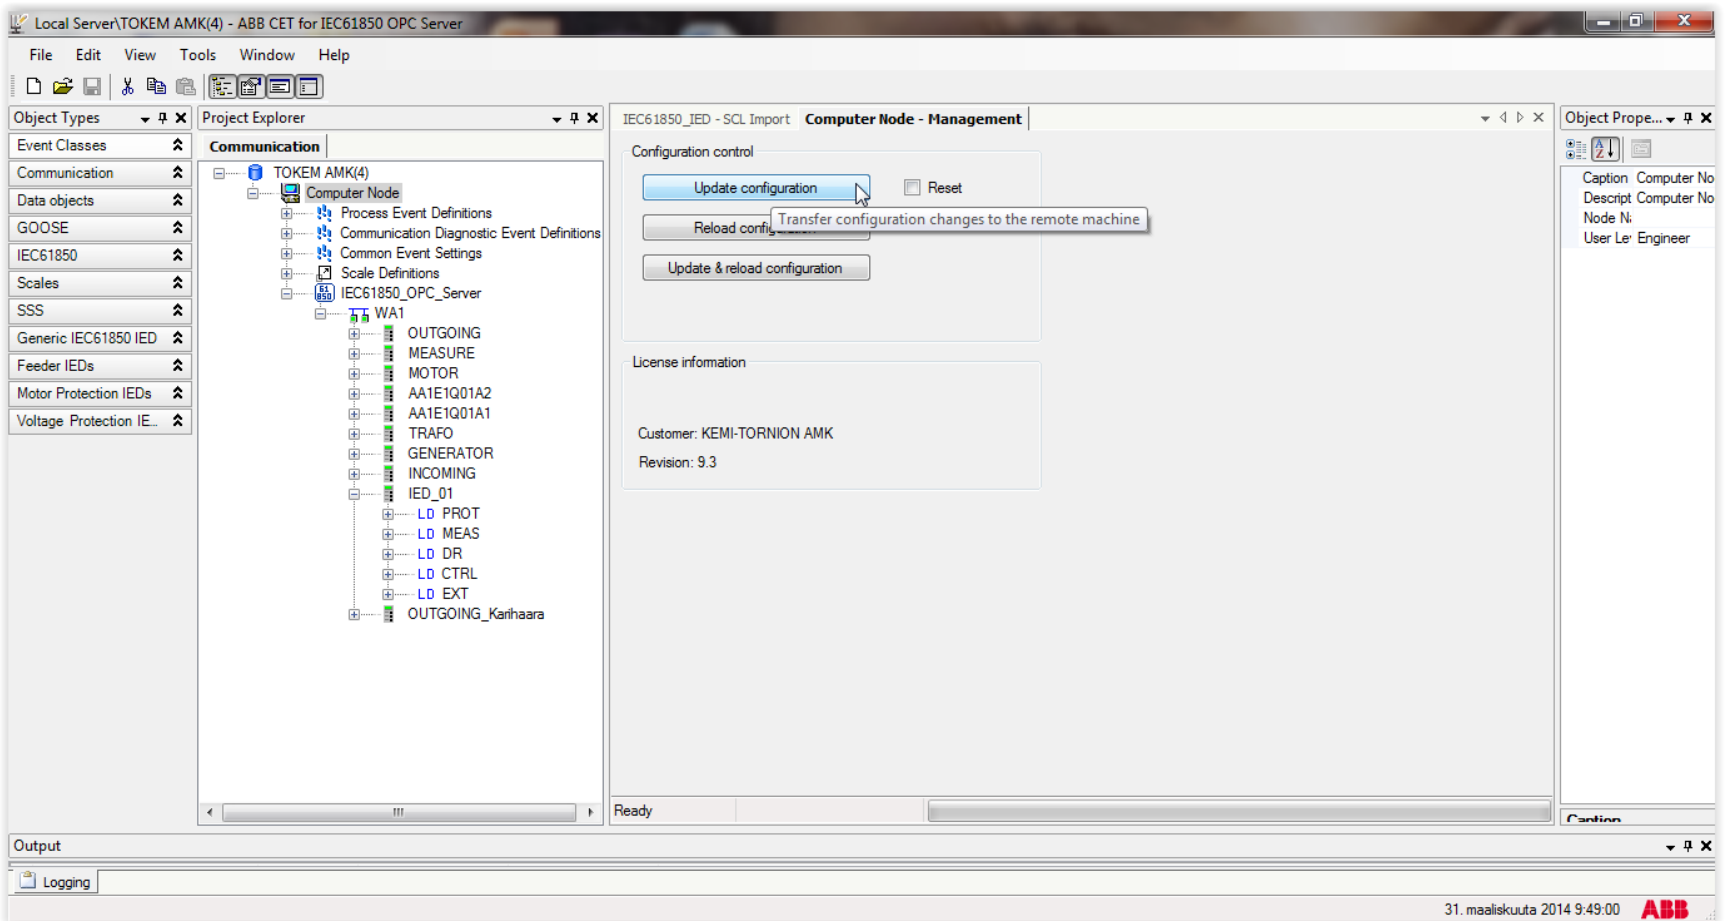 Local Server\TOKEM AMK(4) - ABB CET for IEC61850 OPC Server
File Edit View Tools Window Help
Object Types
Event Classes
Communication
Data objects
GOOSE
IEC61850
Scales
SSS
Generic IEC61850 IED
Feeder IEDs
Motor Protection IEDs
Voltage Protection IE...
Project Explorer
Communication
TOKEM AMK(4)
Computer Node
Process Event Definitions
Communication Diagnostic Event Definitions
Common Event Settings
Scale Definitions
IEC61850_OPC_Server
WA1
OUTGOING
MEASURE
MOTOR
AA1E1Q01A2
AA1E1Q01A1
TRAFO
GENERATOR
INCOMING
IED_01
LD PROT
LD MEAS
LD DR
LD CTRL
LD EXT
OUTGOING_Karihaara
IEC61850_IED - SCL Import Computer Node - Management
Configuration control
Update configuration Reset
Transfer configuration changes to the remote machine
Reload config
Update & reload configuration
License information
Customer: KEMI-TORNION AMK
Revision: 9.3
Ready
Object Prope...
Caption Computer No
Descript Computer No
Node N
User Le Engineer
Caption
Output
Logging
31. maaliskuuta 2014 9:49:00 ABB